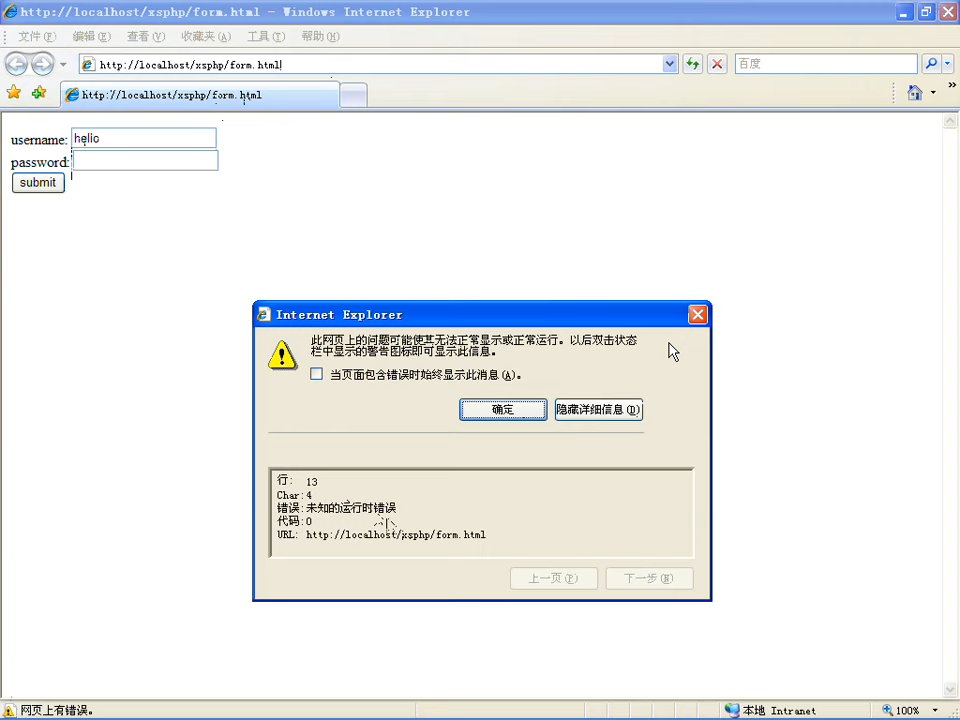 http://localhost/xsphp/form.html - Windows Internet Explorer
文件(F) 编辑(E) 查看(V) 收藏夹(A) 工具(T) 帮助(H)
http://localhost/xsphp/form.html
百度
http://localhost/xsphp/form.html
username: hello
password:
submit
Internet Explorer
此网页上的问题可能使其无法正常显示或正常运行。以后双击状态
栏中显示的警告图标即可显示此信息。
当页面包含错误时始终显示此消息(A)。
确定 隐藏详细信息(D)
行: 13
Char:4
错误:未知的运行时错误
代码:0
URL: http://localhost/xsphp/form.html
上一页(P) 下一步(N)
网页上有错误。 本地 Intranet 100%